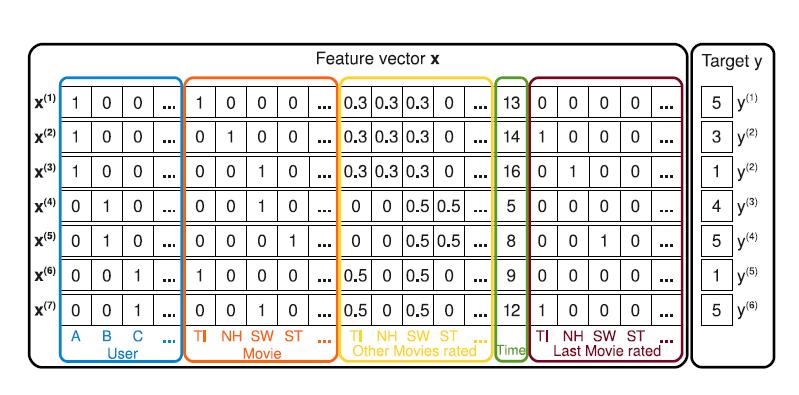 Feature vector x Target y
x(1) 1 0 0 ... 1 0 0 0 ... 0.3 0.3 0.3 0 ... 13 0 0 0 0 ... 5 y(1)
x(2) 1 0 0 ... 0 1 0 0 ... 0.3 0.3 0.3 0 ... 14 1 0 0 0 ... 3 y(2)
x(3) 1 0 0 ... 0 0 1 0 ... 0.3 0.3 0.3 0 ... 16 0 1 0 0 ... 1 y(2)
x(4) 0 1 0 ... 0 0 1 0 ... 0 0 0.5 0.5 ... 5 0 0 0 0 ... 4 y(3)
x(5) 0 1 0 ... 0 0 0 1 ... 0 0 0.5 0.5 ... 8 0 0 1 0 ... 5 y(4)
x(6) 0 0 1 ... 1 0 0 0 ... 0.5 0 0.5 0 ... 9 0 0 0 0 ... 1 y(5)
x(7) 0 0 1 ... 0 0 1 0 ... 0.5 0 0.5 0 ... 12 1 0 0 0 ... 5 y(6)
A B C ... TI NH SW ST ... TI NH SW ST ... TI NH SW ST ...
User Movie Other Movies rated Time Last Movie rated